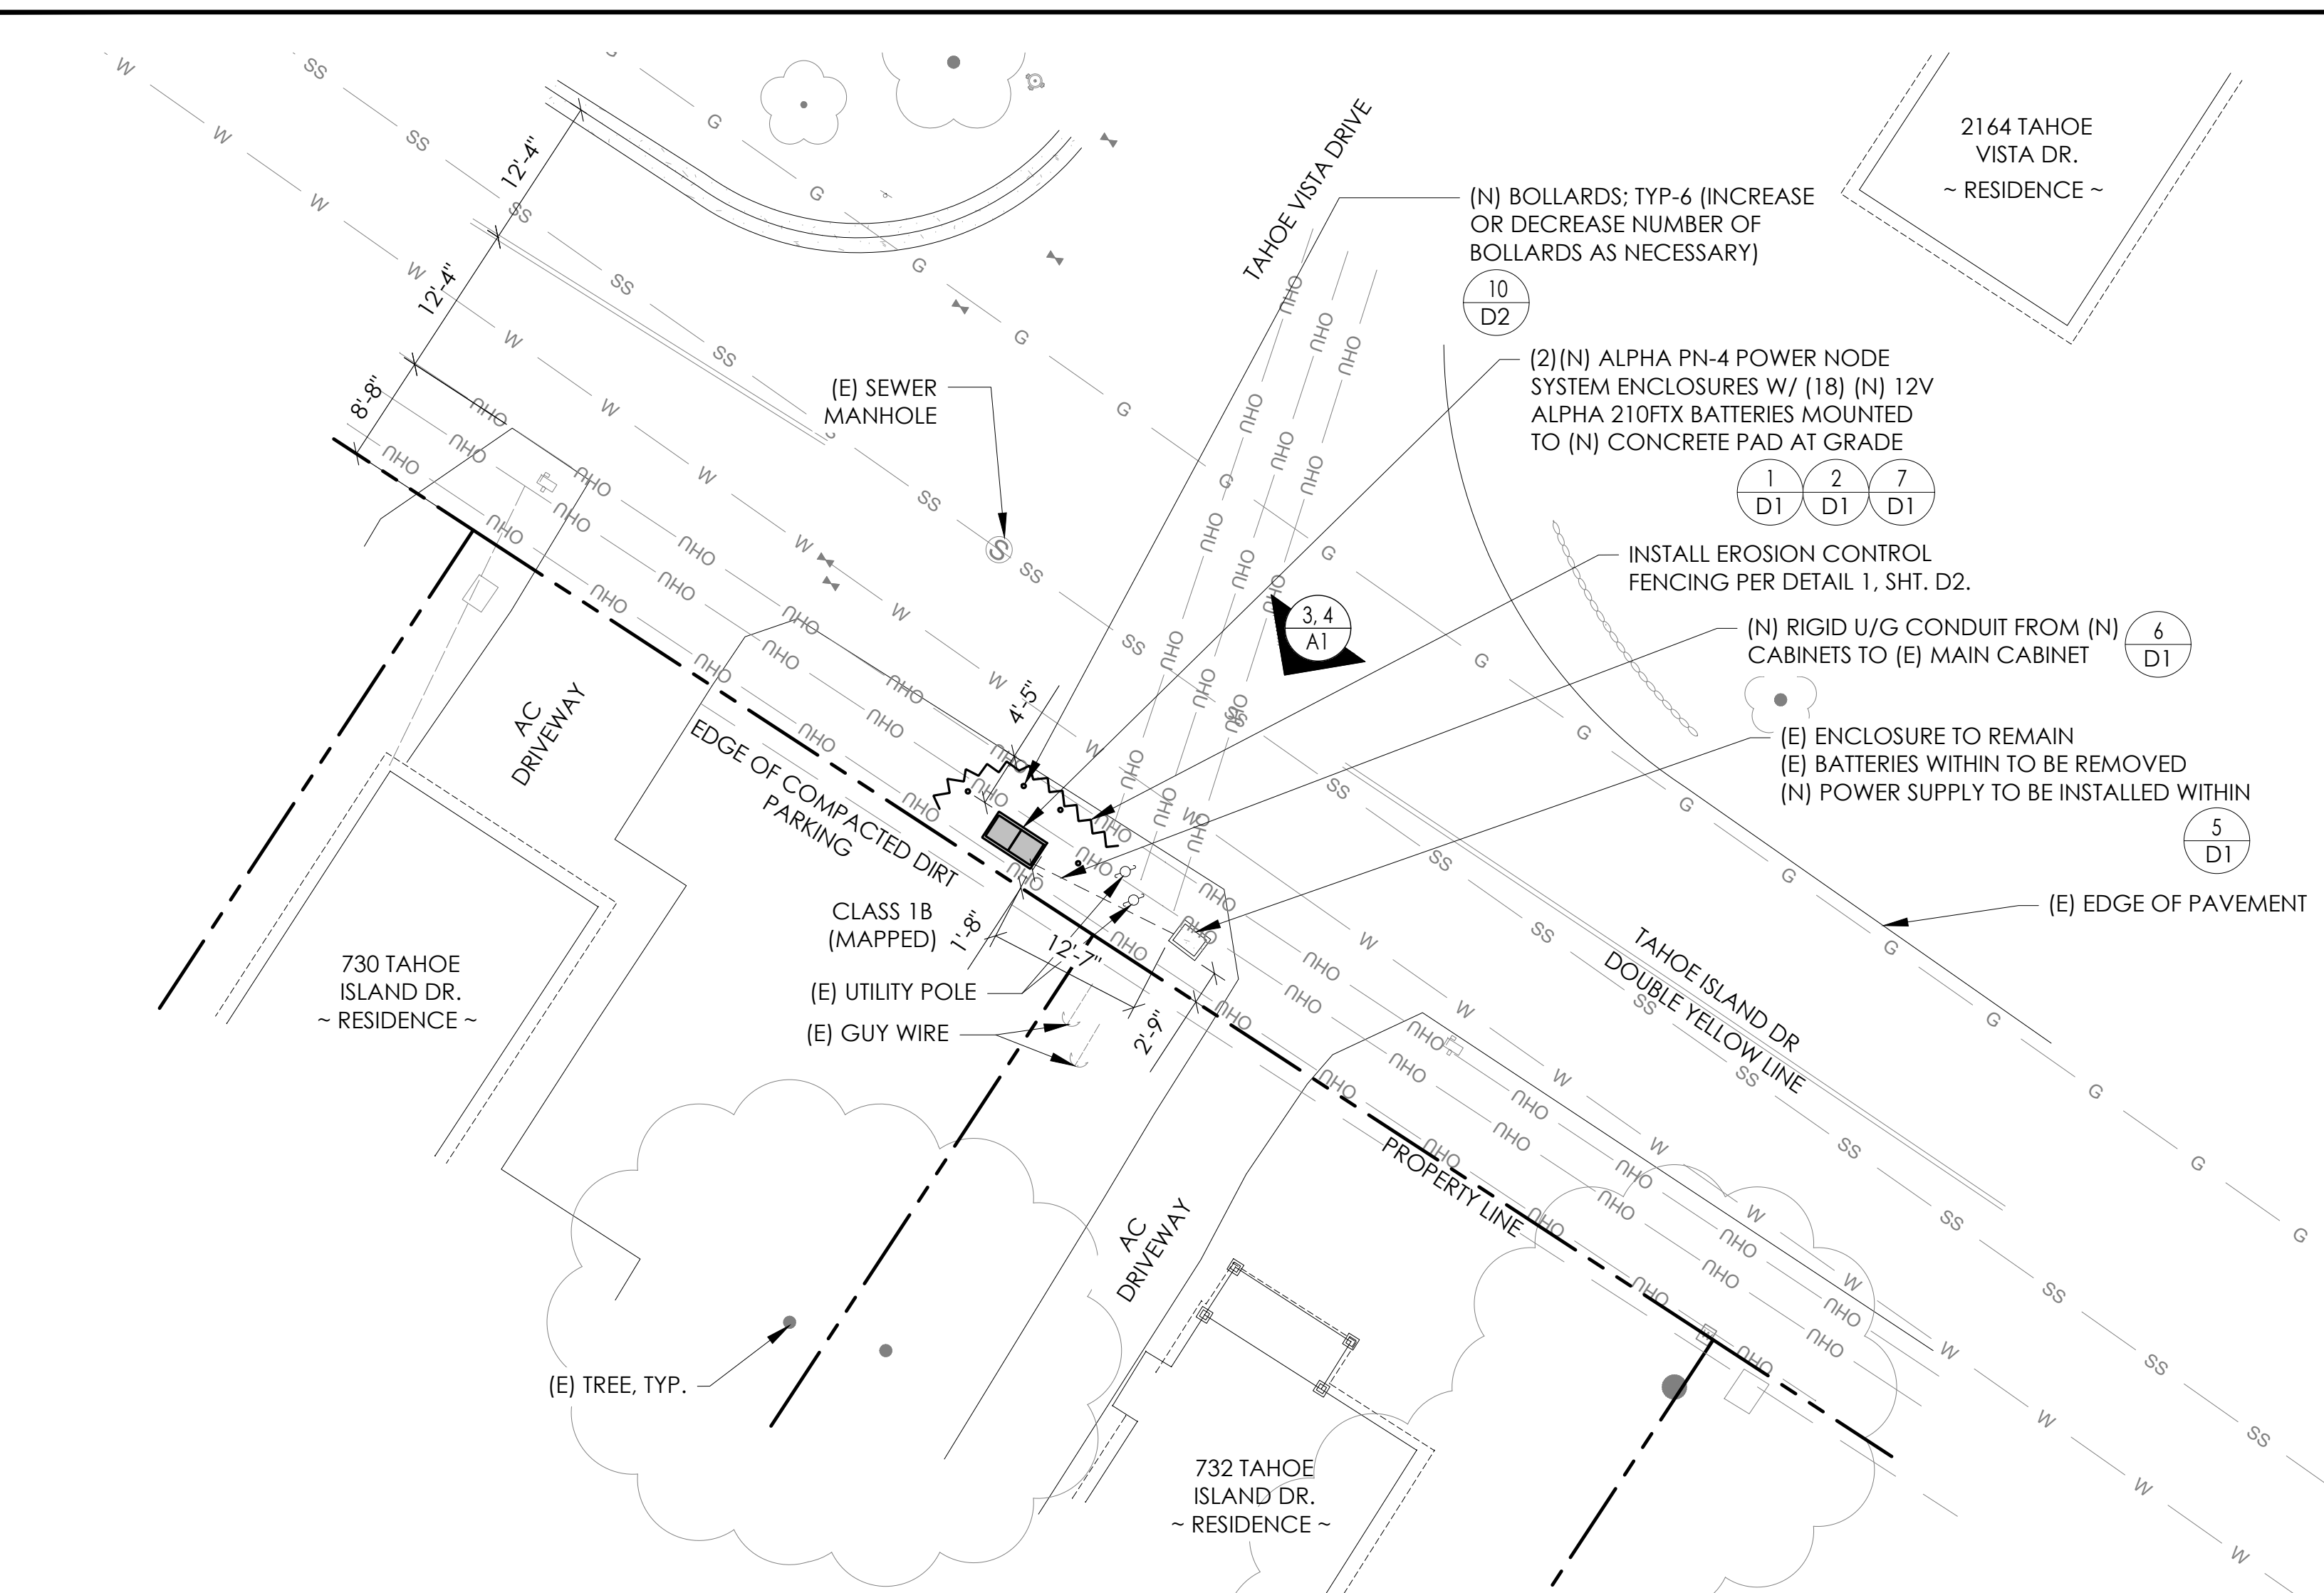 2164 TAHOE
VISTA DR.
~ RESIDENCE ~
TAHOE VISTA DRIVE
(N) BOLLARDS; TYP-6 (INCREASE
OR DECREASE NUMBER OF
BOLLARDS AS NECESSARY)
10
D2
12'-4"
12'-4"
8'-8"
(E) SEWER
MANHOLE
S
(2)(N) ALPHA PN-4 POWER NODE
SYSTEM ENCLOSURES W/ (18) (N) 12V
ALPHA 210FTX BATTERIES MOUNTED
TO (N) CONCRETE PAD AT GRADE
1
D1
2
D1
7
D1
INSTALL EROSION CONTROL
FENCING PER DETAIL 1, SHT. D2.
3, 4
A1
(N) RIGID U/G CONDUIT FROM (N)
CABINETS TO (E) MAIN CABINET
6
D1
(E) ENCLOSURE TO REMAIN
(E) BATTERIES WITHIN TO BE REMOVED
(N) POWER SUPPLY TO BE INSTALLED WITHIN
5
D1
(E) EDGE OF PAVEMENT
AC
DRIVEWAY
4'-5"
EDGE OF COMPACTED DIRT
PARKING
CLASS 1B
(MAPPED)
1'-8"
12'-7"
2'-9"
730 TAHOE
ISLAND DR.
~ RESIDENCE ~
(E) UTILITY POLE
(E) GUY WIRE
TAHOE ISLAND DR
DOUBLE YELLOW LINE
PROPERTY LINE
AC
DRIVEWAY
(E) TREE, TYP.
732 TAHOE
ISLAND DR.
~ RESIDENCE ~
W
SS
G
OHU